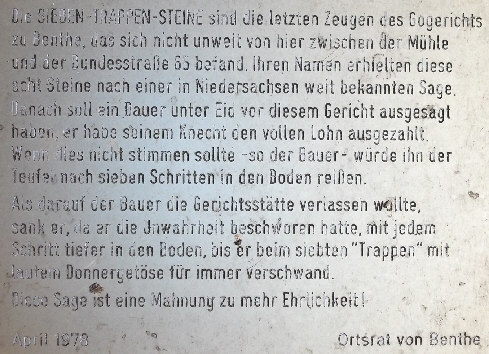 Die SIEBEN-TRAPPEN-STEINE sind die letzten Zeugen des Gogerichts
zu Benthe, das sich nicht unweit von hier zwischen der Mühle
und der Bundesstraße 65 befand. Ihren Namen erhielten diese
acht Steine nach einer in Niedersachsen weit bekannten Sage.
Danach soll ein Bauer unter Eid vor diesem Gericht ausgesagt
haben, er habe seinem Knecht den vollen Lohn ausgezahlt.
Wenn dies nicht stimmen sollte -so der Bauer- würde ihn der
Teufel nach sieben Schritten in den Boden reißen.
Als darauf der Bauer die Gerichtsstätte verlassen wollte,
sank er, da er die Unwahrheit beschworen hatte, mit jedem
Schritt tiefer in den Boden, bis er beim siebten "Trappen" mit
lautem Donnergetöse für immer verschwand.
Diese Sage ist eine Mahnung zu mehr Ehrlichkeit!
April 1978 Ortsrat von Benthe